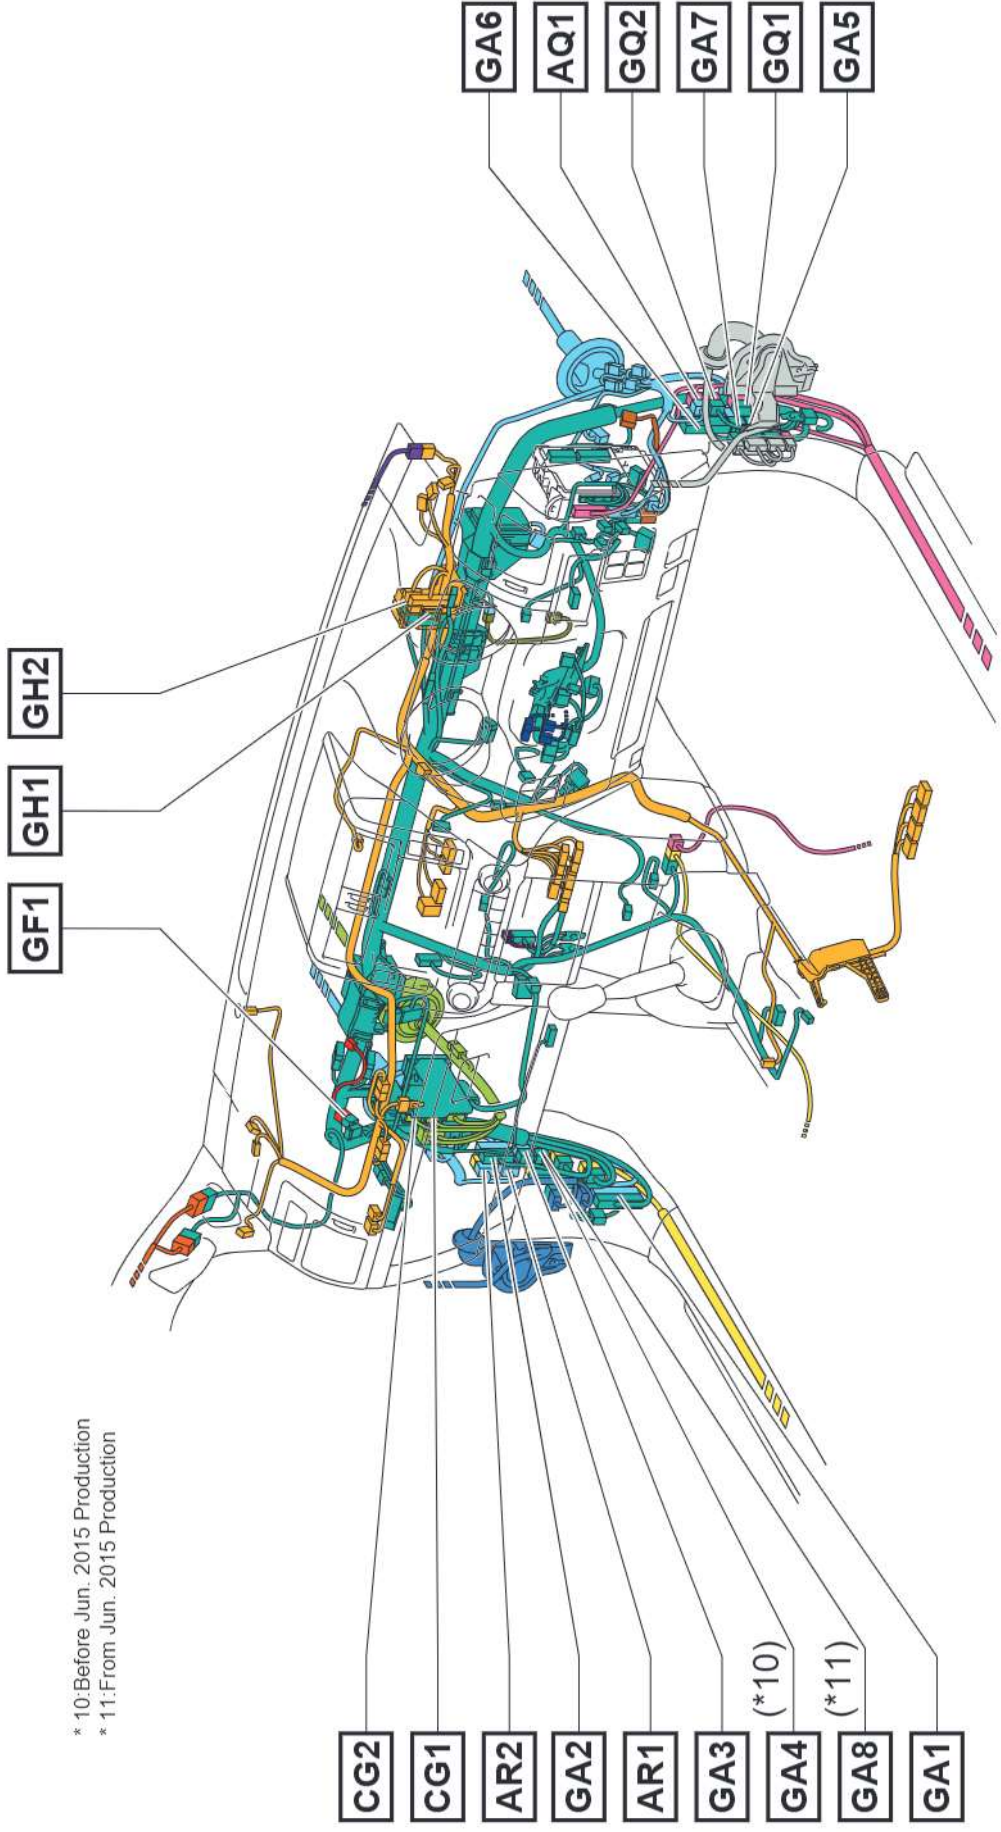 * 10:Before Jun. 2015 Production
* 11:From Jun. 2015 Production
GF1
GH1
GH2
CG2
CG1
AR2
GA2
AR1
GA3
(*10)
GA4
(*11)
GA8
GA1
GA6
AQ1
GQ2
GA7
GQ1
GA5